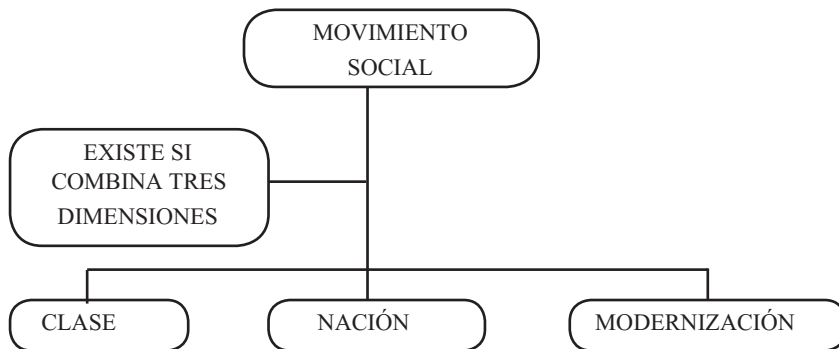 MOVIMIENTO
SOCIAL
EXISTE SI
COMBINA TRES
DIMENSIONES
CLASE
NACIÓN
MODERNIZACIÓN